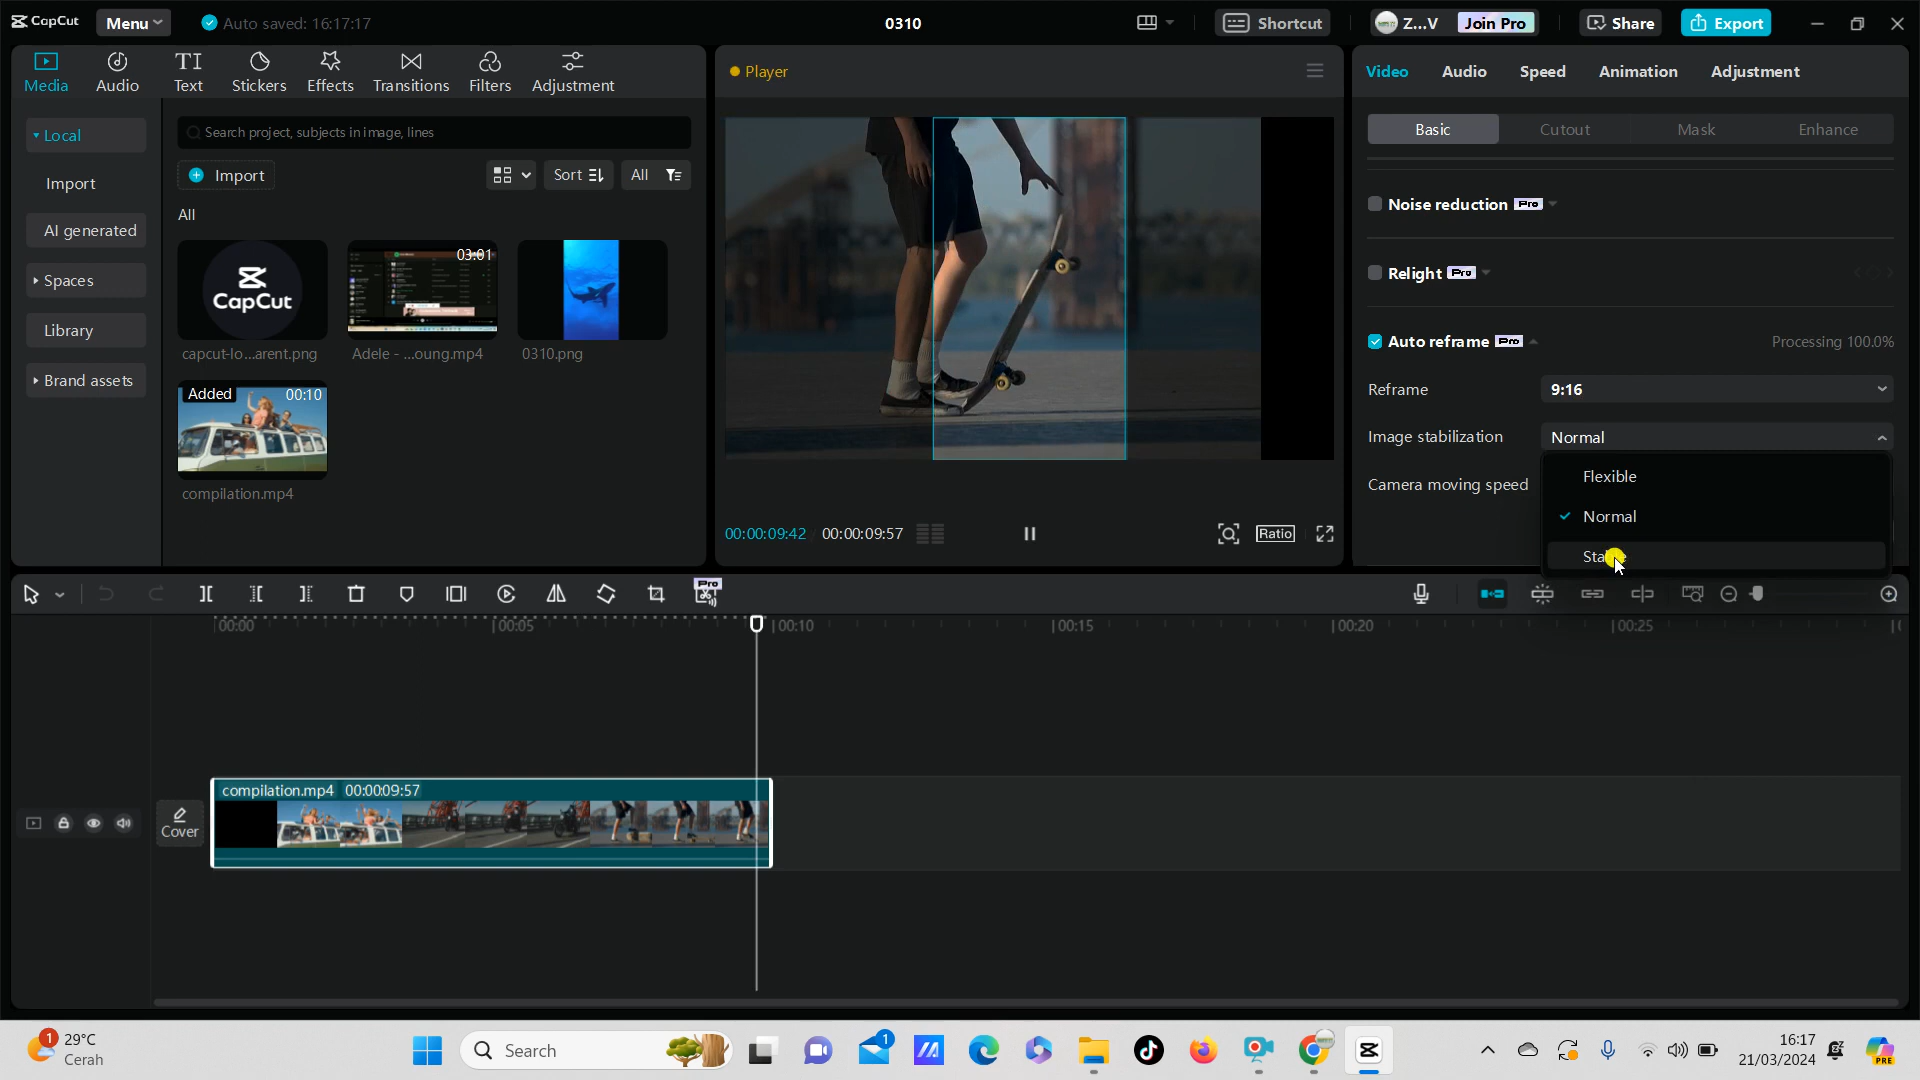 CapCut
Menu
Auto saved: 16:17:17
0310
Shortcut
Z...V
Join Pro
Share
Export
Media
Audio
Text
Stickers
Effects
Transitions
Filters
Adjustment
Local
Import
AI generated
Spaces
Library
Brand assets
Search project, subjects in image, lines
Import
Sort
All
All
CapCut
capcut-lo...arent.png
03:01
Adele - ...oung.mp4
0310.png
Added
00:10
compilation.mp4
Player
00:00:09:42
00:00:09:57
Ratio
Video
Audio
Speed
Animation
Adjustment
Basic
Cutout
Mask
Enhance
Noise reduction Pro
Relight Pro
Auto reframe Pro
Processing 100.0%
Reframe
9:16
Image stabilization
Normal
Camera moving speed
Flexible
Normal
Pro
00:00
00:05
00:10
00:15
00:20
00:25
Cover
compilation.mp4 00:00:09:57
1
29°C
Cerah
Search
1
16:17
21/03/2024
PRE